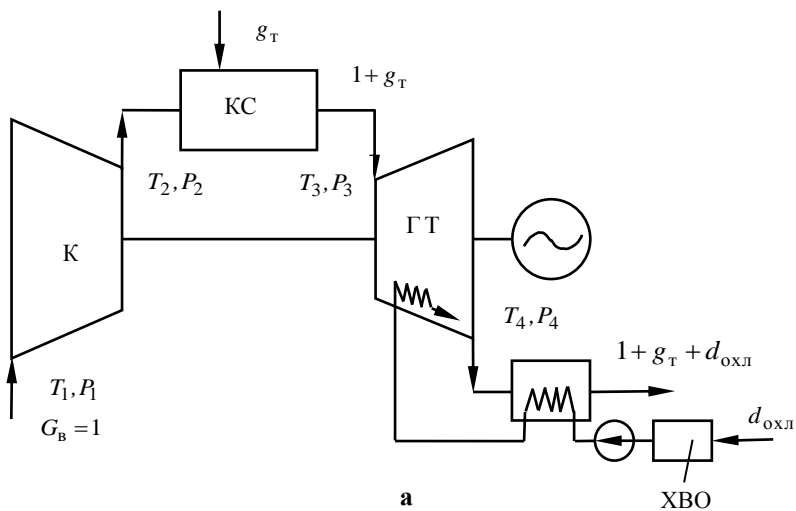 g_т
1+ g_т
КС
T_2, P_2
T_3, P_3
К
ГТ
T_4, P_4
1+ g_т + d_охл
T_1, P_1
G_в =1
d_охл
ХВО
а